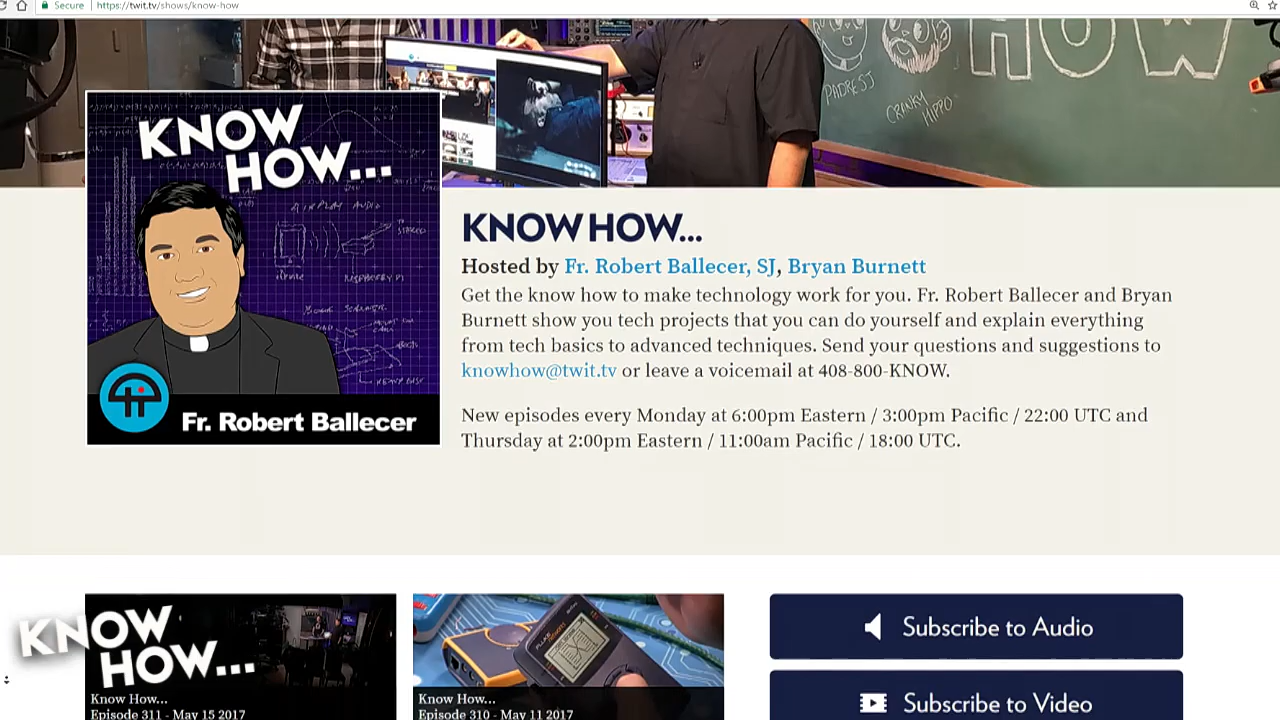 Secure
https://twit.tv/shows/know-how
HOW
PADRESJ
CRANKY
HIPPO
KNOW
HOW...
KNOW HOW...
Hosted by Fr. Robert Ballecer, SJ, Bryan Burnett
Get the know how to make technology work for you. Fr. Robert Ballecer and Bryan
Burnett show you tech projects that you can do yourself and explain everything
from tech basics to advanced techniques. Send your questions and suggestions to
knowhow@twit.tv or leave a voicemail at 408-800-KNOW.
New episodes every Monday at 6:00pm Eastern / 3:00pm Pacific / 22:00 UTC and
Thursday at 2:00pm Eastern / 11:00am Pacific / 18:00 UTC.
Fr. Robert Ballecer
KNOW
HOW...
Know How...
Episode 311 - May 15 2017
Know How...
Episode 310 - May 11 2017
Subscribe to Audio
Subscribe to Video